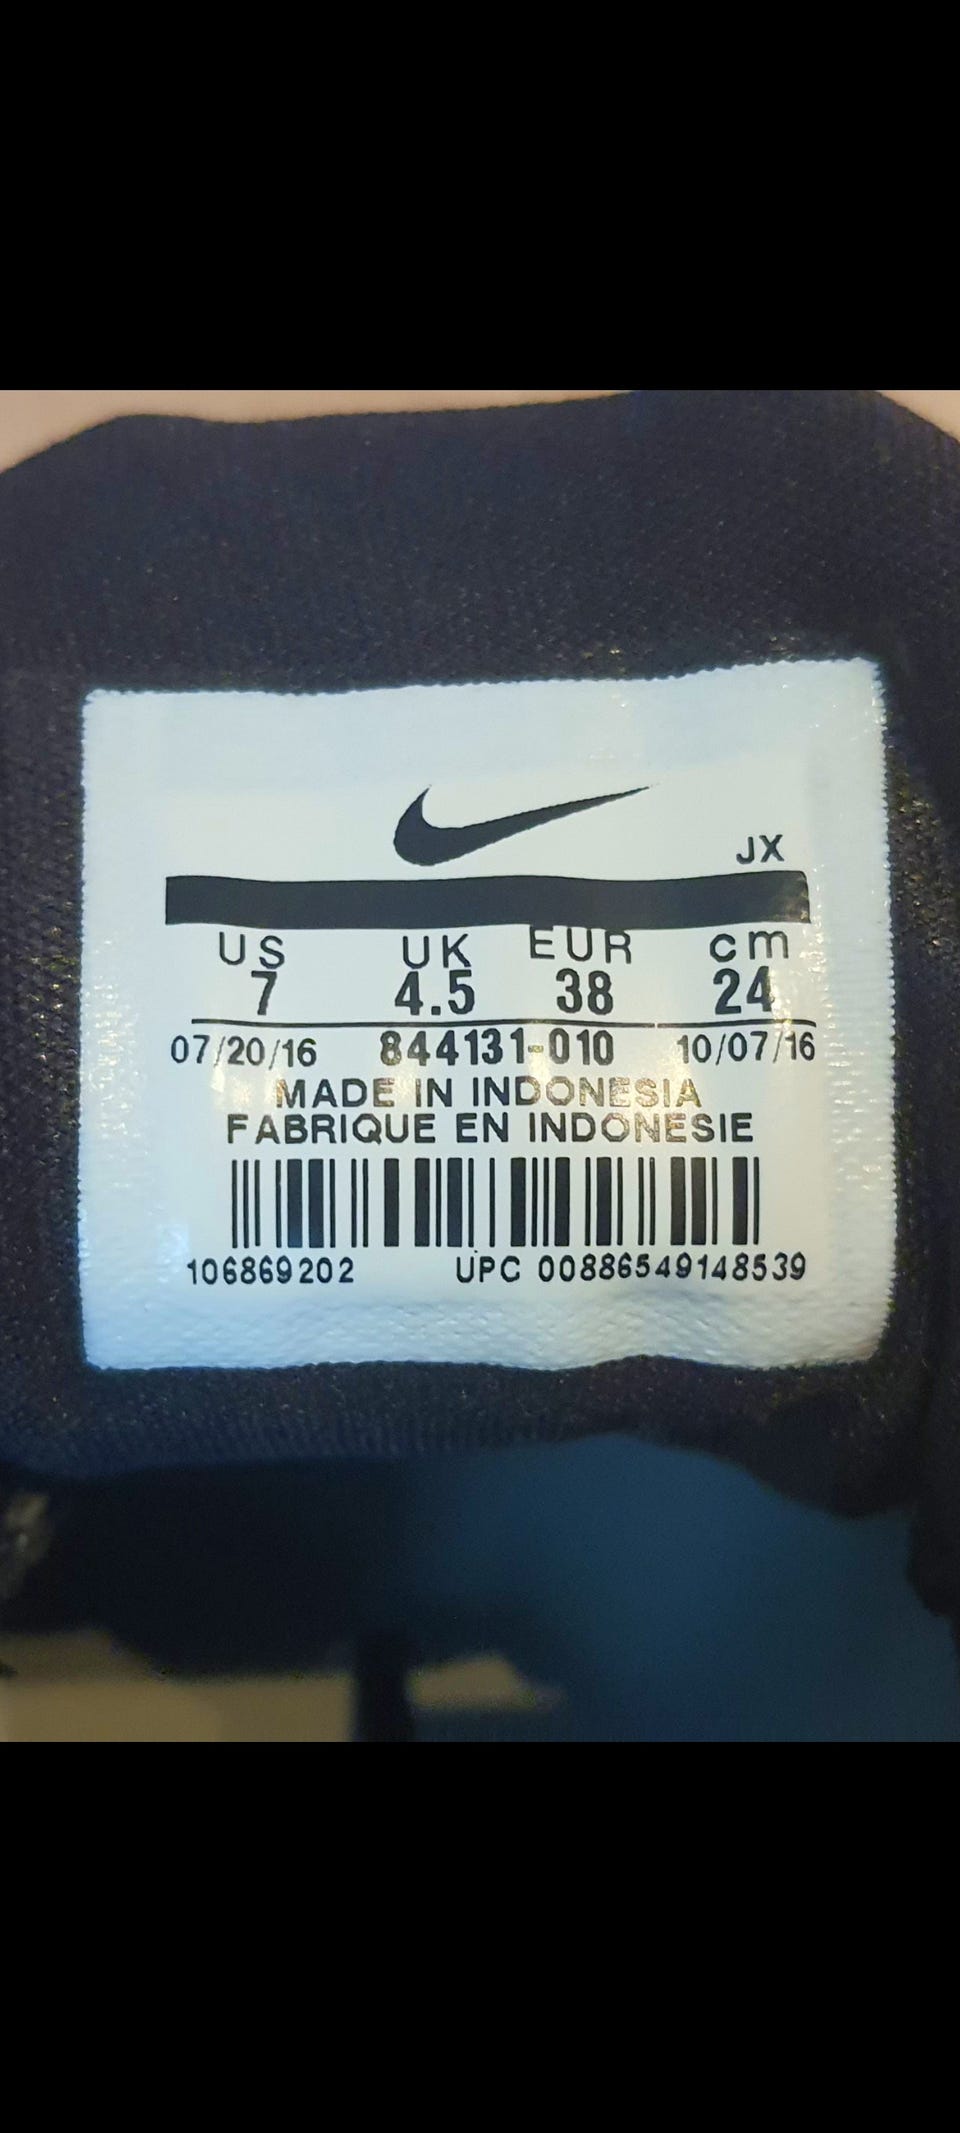 JX
US UK EUR cm
7 4.5 38 24
07/20/16 844131-010 10/07/16
MADE IN INDONESIA
FABRIQUE EN INDONESIE
106869202 UPC 00886549148539